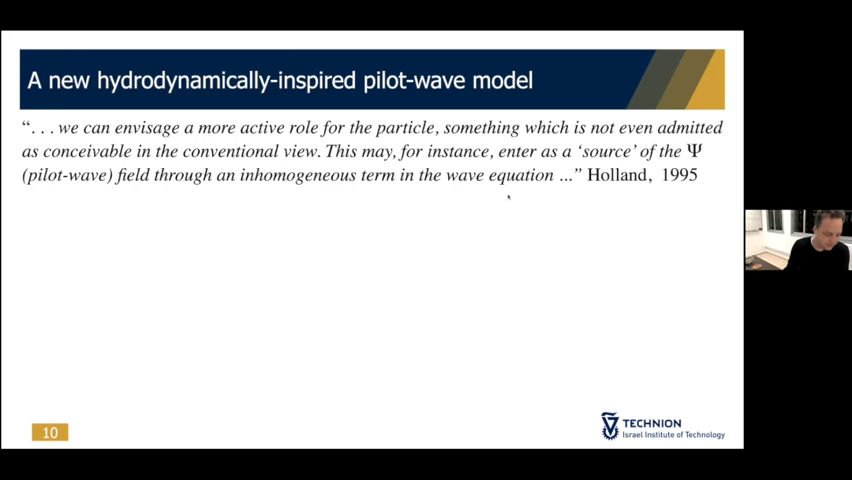 A new hydrodynamically-inspired pilot-wave model
“. . . we can envisage a more active role for the particle, something which is not even admitted
as conceivable in the conventional view. This may, for instance, enter as a ‘source’ of the Ψ
(pilot-wave) field through an inhomogeneous term in the wave equation ...” Holland, 1995
10
TECHNION
Israel Institute of Technology